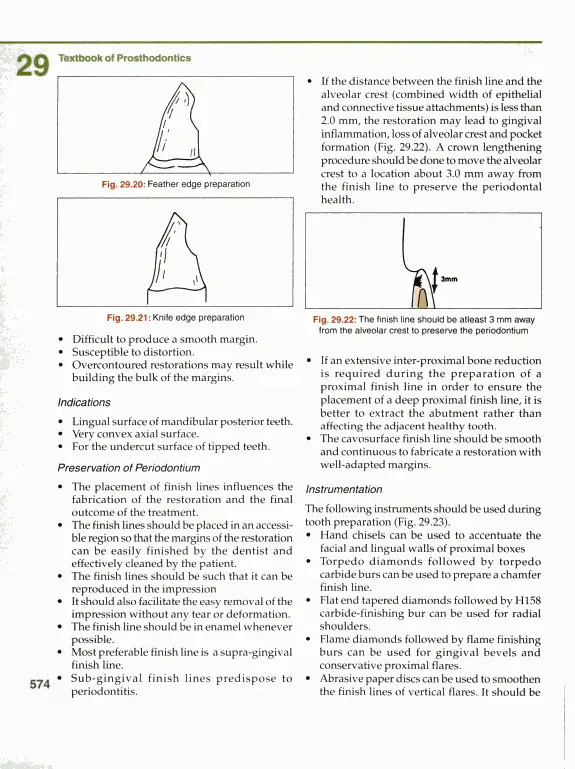 29
Textbook of Prosthodontics
Fig. 29.20: Feather edge preparation
Fig. 29.21: Knife edge preparation
• Difficult to produce a smooth margin.
• Susceptible to distortion.
• Overcontoured restorations may result while
building the bulk of the margins.
Indications
• Lingual surface of mandibular posterior teeth.
• Very convex axial surface.
• For the undercut surface of tipped teeth.
Preservation of Periodontium
• The placement of finish lines influences the
fabrication of the restoration and the final
outcome of the treatment.
• The finish lines should be placed in an accessi-
ble region so that the margins of the restoration
can be easily finished by the dentist and
effectively cleaned by the patient.
• The finish lines should be such that it can be
reproduced in the impression
• It should also facilitate the easy removal of the
impression without any tear or deformation.
• The finish line should be in enamel whenever
possible.
• Most preferable finish line is a supra-gingival
finish line.
• Sub-gingival finish lines predispose to
periodontitis.
574
• If the distance between the finish line and the
alveolar crest (combined width of epithelial
and connective tissue attachments) is less than
2.0 mm, the restoration may lead to gingival
inflammation, loss of alveolar crest and pocket
formation (Fig. 29.22). A crown lengthening
procedure should be done to move the alveolar
crest to a location about 3.0 mm away from
the finish line to preserve the periodontal
health.
3mm
Fig. 29.22: The finish line should be atleast 3 mm away
from the alveolar crest to preserve the periodontium
• If an extensive inter-proximal bone reduction
is required during the preparation of a
proximal finish line in order to ensure the
placement of a deep proximal finish line, it is
better to extract the abutment rather than
affecting the adjacent healthy tooth.
• The cavosurface finish line should be smooth
and continuous to fabricate a restoration with
well-adapted margins.
Instrumentation
The following instruments should be used during
tooth preparation (Fig. 29.23).
• Hand chisels can be used to accentuate the
facial and lingual walls of proximal boxes
• Torpedo diamonds followed by torpedo
carbide burs can be used to prepare a chamfer
finish line.
• Flat end tapered diamonds followed by H158
carbide-finishing bur can be used for radial
shoulders.
• Flame diamonds followed by flame finishing
burs can be used for gingival bevels and
conservative proximal flares.
• Abrasive paper discs can be used to smoothen
the finish lines of vertical flares. It should be